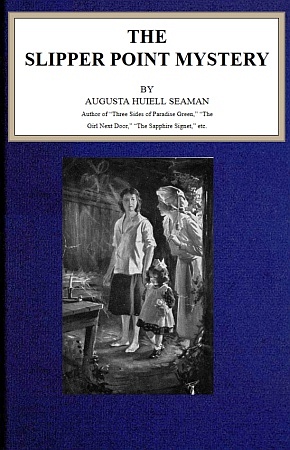 THE
SLIPPER POINT MYSTERY
BY
AUGUSTA HUIELL SEAMAN
Author of "Three Sides of Paradise Green," "The
Girl Next Door," "The Sapphire Signet," etc.